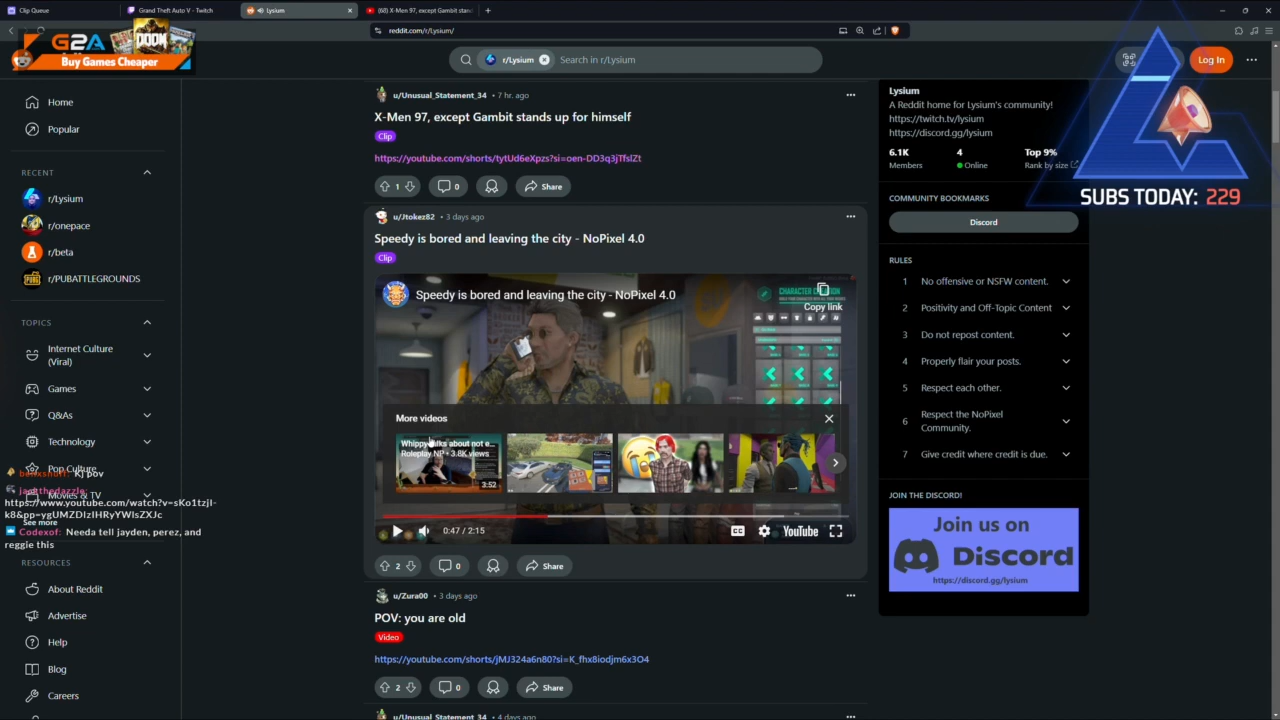 Clip Queue
Grand Theft Auto V - Twitch
Lysium
(68) X-Men 97, except Gambit stan
reddit.com/r/Lysium/
G2A
Buy Games Cheaper
DOOM
r/Lysium
Search in r/Lysium
Log In
Home
Popular
RECENT
r/Lysium
r/onepace
r/beta
r/PUBATTLEGROUNDS
TOPICS
Internet Culture
(Viral)
Games
Q&As
Technology
Pop Culture
Movies & TV
See more
RESOURCES
About Reddit
Advertise
Help
Blog
Careers
Kj pov
https://www.youtube.com/watch?v=sKo1tzjI-
k8&pp=ygUMZDIziHRyYWlsZXJc
Codexof: Needa tell jayden, perez, and
reggie this
u/Unusual_Statement_34 • 7 hr. ago
X-Men 97, except Gambit stands up for himself
Clip
https://youtube.com/shorts/tytUd6eXpzs?si=oen-DD3q3jTfslZt
1
0
Share
u/Jtokez82 • 3 days ago
Speedy is bored and leaving the city - NoPixel 4.0
Clip
Speedy is bored and leaving the city - NoPixel 4.0
CHARACTER CREATION
Copy link
More videos
Whippy talks about not e...
Roleplay NP • 3.8K views
3:52
0:47 / 2:15
CC
YouTube
2
0
Share
u/Zura00 • 3 days ago
POV: you are old
Video
https://youtube.com/shorts/jMJ324a6n80?si=K_fhx8iodjm6x3O4
2
0
Share
u/Unusual_Statement_34 • 4 days ago
Lysium
A Reddit home for Lysium's community!
https://twitch.tv/lysium
https://discord.gg/lysium
6.1K
4
Top 9%
Members
Online
Rank by size
SUBS TODAY: 229
COMMUNITY BOOKMARKS
Discord
RULES
1 No offensive or NSFW content.
2 Positivity and Off-Topic Content
3 Do not repost content.
4 Properly flair your posts.
5 Respect each other.
6 Respect the NoPixel
Community.
7 Give credit where credit is due.
JOIN THE DISCORD!
Join us on
Discord
https://discord.gg/lysium